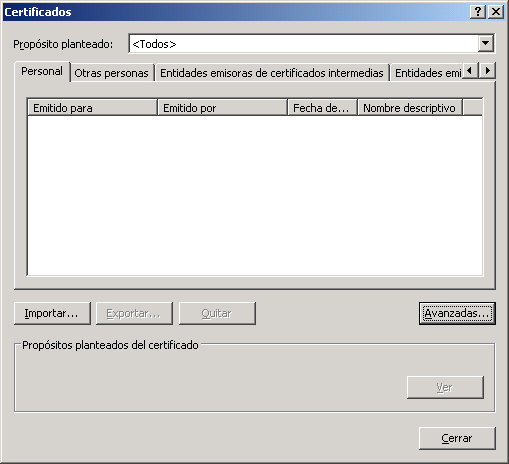 Certificados
Propósito planteado: <Todos>
Personal Otras personas Entidades emisoras de certificados intermedias Entidades emi
Emitido para Emitido por Fecha de... Nombre descriptivo
Importar... Exportar... Quitar Avanzadas...
Propósitos planteados del certificado
Ver
Cerrar